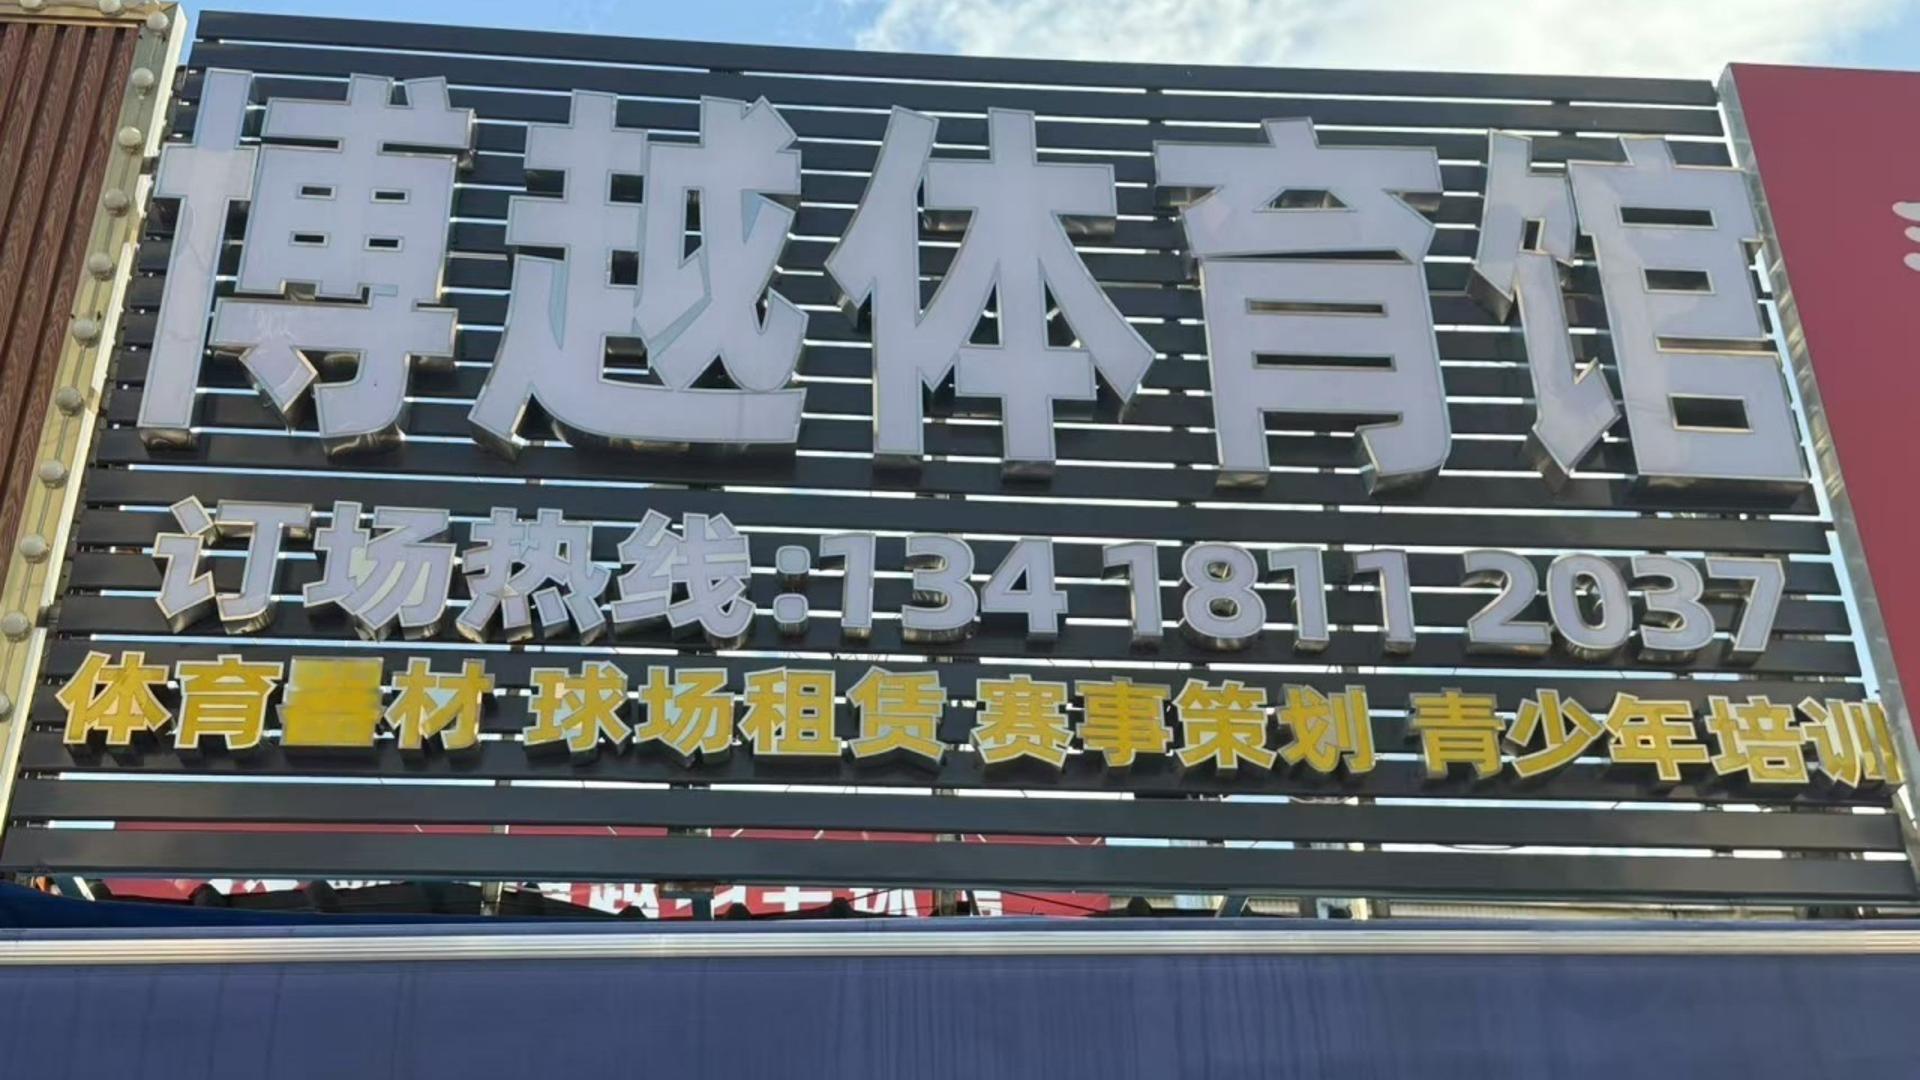 博越体育馆
订场热线:134 1811 2037
体育器材 球场租赁 赛事策划 青少年培训